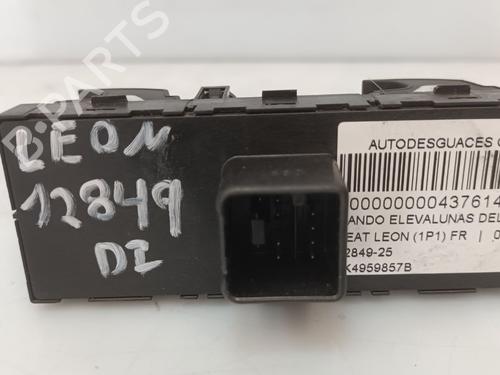 LEON
12849
DI
AUTODESGUACES
000000000437614
ANDO ELEVALUNAS DEL
EAT LEON (1P1) FR | 0
2849-25
K4959857B
B-PARTS